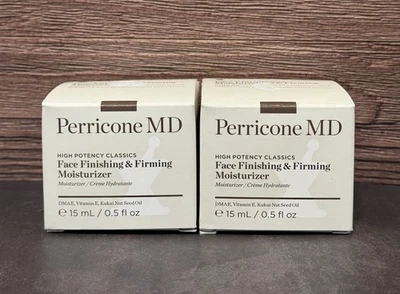 Perricone MD
HIGH POTENCY CLASSICS
Face Finishing & Firming
Moisturizer
Moisturizer / Crème Hydratante
DMAE, Vitamin E, Kukui Nut Seed Oil
℮ 15 mL / 0.5 fl oz
Perricone MD
HIGH POTENCY CLASSICS
Face Finishing & Firming
Moisturizer
Moisturizer / Crème Hydratante
DMAE, Vitamin E, Kukui Nut Seed Oil
℮ 15 mL / 0.5 fl oz